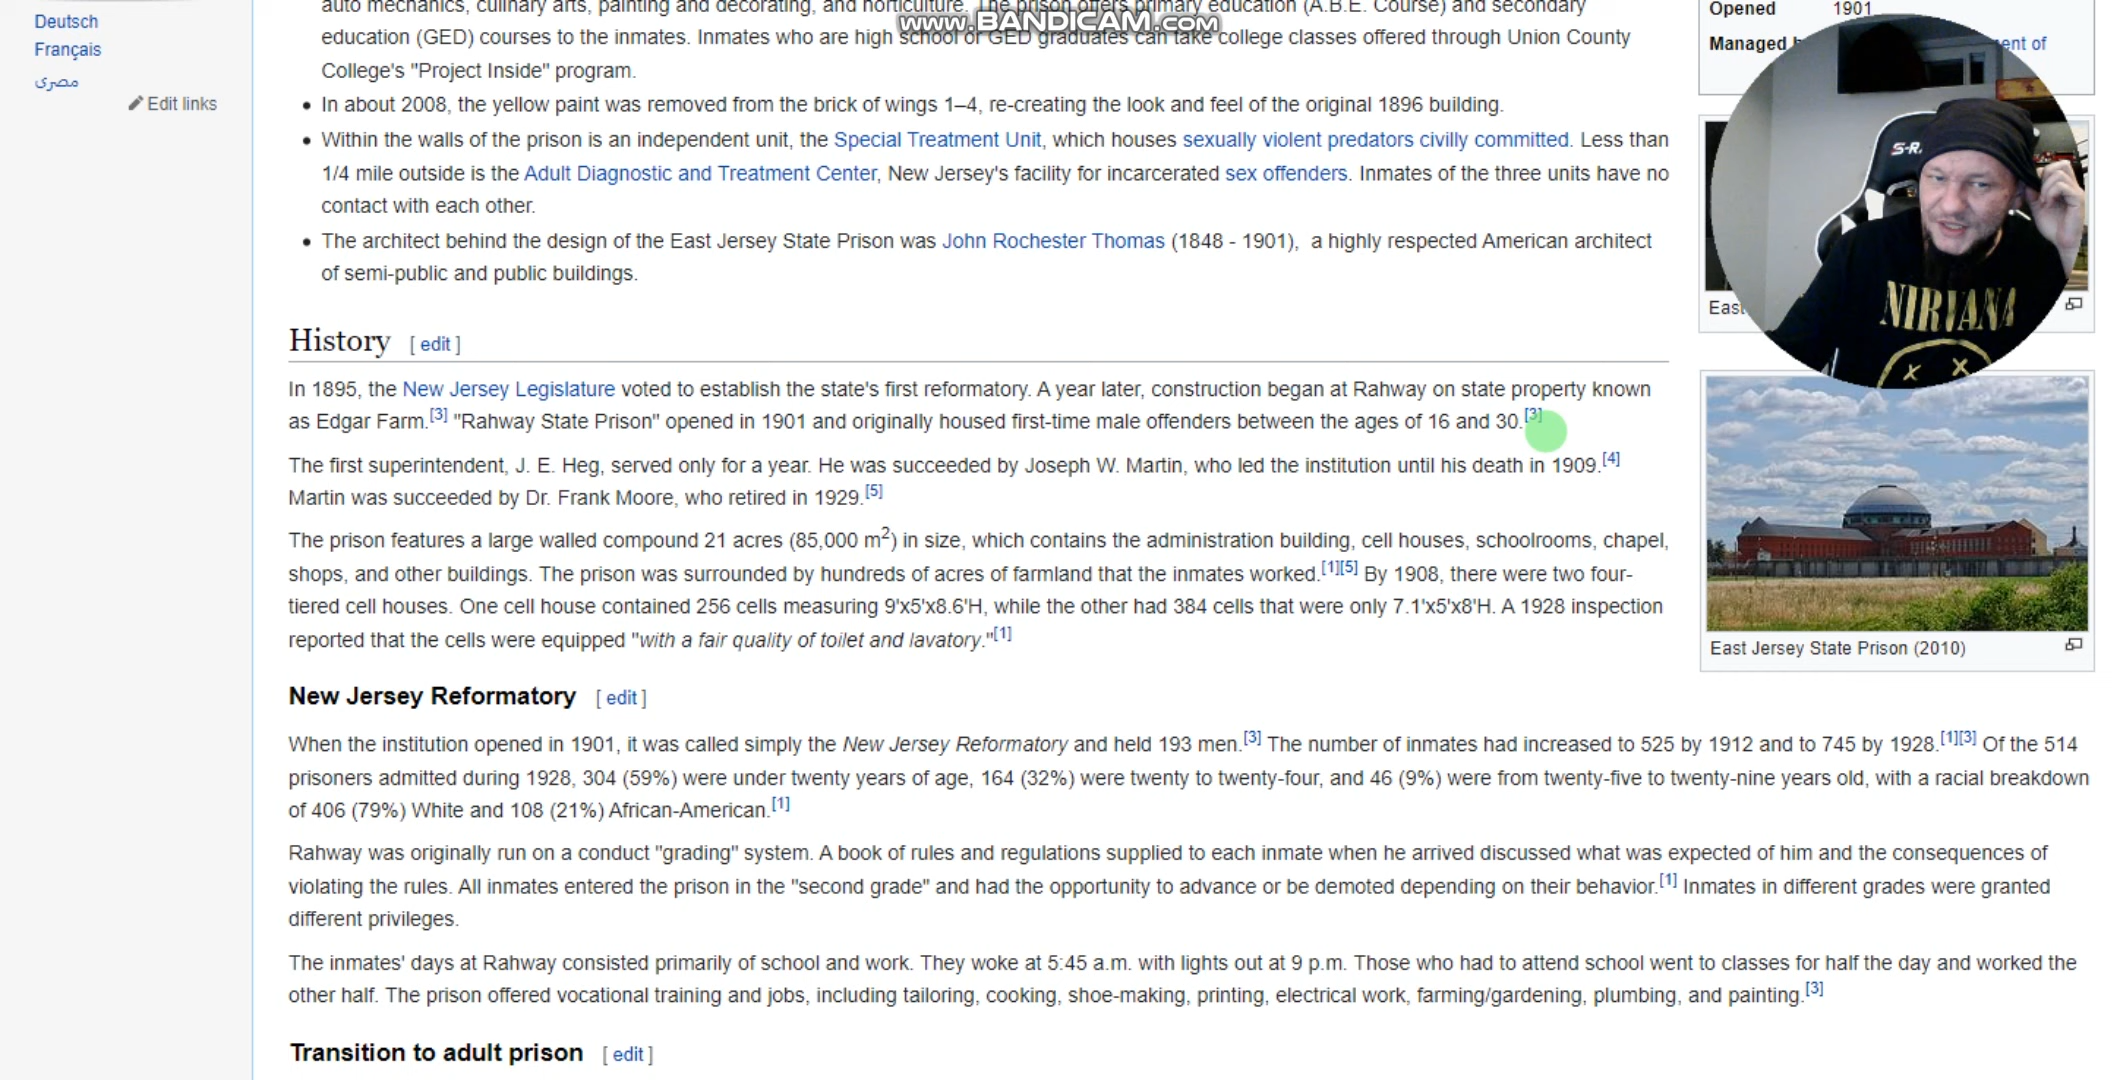 Deutsch
Français
مصرى
Edit links
auto mechanics, culinary arts, painting and decorating, and horticulture. The prison offers primary education (A.B.E. Course) and secondary
www.BANDICAM.com
education (GED) courses to the inmates. Inmates who are high school or GED graduates can take college classes offered through Union County
College's "Project Inside" program.
• In about 2008, the yellow paint was removed from the brick of wings 1–4, re-creating the look and feel of the original 1896 building.
• Within the walls of the prison is an independent unit, the Special Treatment Unit, which houses sexually violent predators civilly committed. Less than
1/4 mile outside is the Adult Diagnostic and Treatment Center, New Jersey's facility for incarcerated sex offenders. Inmates of the three units have no
contact with each other.
• The architect behind the design of the East Jersey State Prison was John Rochester Thomas (1848 - 1901), a highly respected American architect
of semi-public and public buildings.
History [ edit ]
In 1895, the New Jersey Legislature voted to establish the state's first reformatory. A year later, construction began at Rahway on state property known
as Edgar Farm.[3] "Rahway State Prison" opened in 1901 and originally housed first-time male offenders between the ages of 16 and 30.[3]
The first superintendent, J. E. Heg, served only for a year. He was succeeded by Joseph W. Martin, who led the institution until his death in 1909.[4]
Martin was succeeded by Dr. Frank Moore, who retired in 1929.[5]
The prison features a large walled compound 21 acres (85,000 m2) in size, which contains the administration building, cell houses, schoolrooms, chapel,
shops, and other buildings. The prison was surrounded by hundreds of acres of farmland that the inmates worked.[1][5] By 1908, there were two four-
tiered cell houses. One cell house contained 256 cells measuring 9'x5'x8.6'H, while the other had 384 cells that were only 7.1'x5'x8'H. A 1928 inspection
reported that the cells were equipped "with a fair quality of toilet and lavatory."[1]
New Jersey Reformatory [ edit ]
When the institution opened in 1901, it was called simply the New Jersey Reformatory and held 193 men.[3] The number of inmates had increased to 525 by 1912 and to 745 by 1928.[1][3] Of the 514
prisoners admitted during 1928, 304 (59%) were under twenty years of age, 164 (32%) were twenty to twenty-four, and 46 (9%) were from twenty-five to twenty-nine years old, with a racial breakdown
of 406 (79%) White and 108 (21%) African-American.[1]
Rahway was originally run on a conduct "grading" system. A book of rules and regulations supplied to each inmate when he arrived discussed what was expected of him and the consequences of
violating the rules. All inmates entered the prison in the "second grade" and had the opportunity to advance or be demoted depending on their behavior.[1] Inmates in different grades were granted
different privileges.
The inmates' days at Rahway consisted primarily of school and work. They woke at 5:45 a.m. with lights out at 9 p.m. Those who had to attend school went to classes for half the day and worked the
other half. The prison offered vocational training and jobs, including tailoring, cooking, shoe-making, printing, electrical work, farming/gardening, plumbing, and painting.[3]
Transition to adult prison [ edit ]
Opened 1901
Managed
ent of
S-R.
NIRVANA
East
East Jersey State Prison (2010)